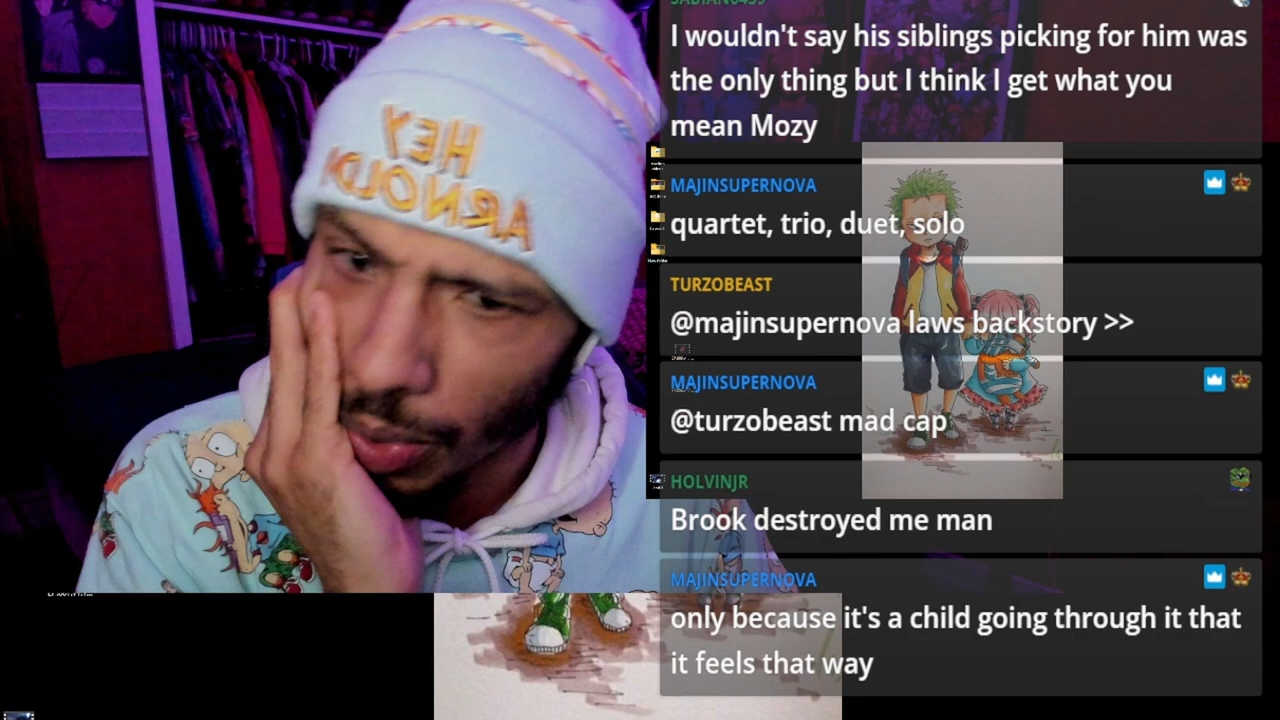 SABIAN6459
I wouldn't say his siblings picking for him was
the only thing but I think I get what you
mean Mozy
MAJINSUPERNOVA
quartet, trio, duet, solo
TURZOBEAST
@majinsupernova laws backstory >>
MAJINSUPERNOVA
@turzobeast mad cap
HOLVINJR
Brook destroyed me man
MAJINSUPERNOVA
only because it's a child going through it that
it feels that way
HEY
ARNOLD!